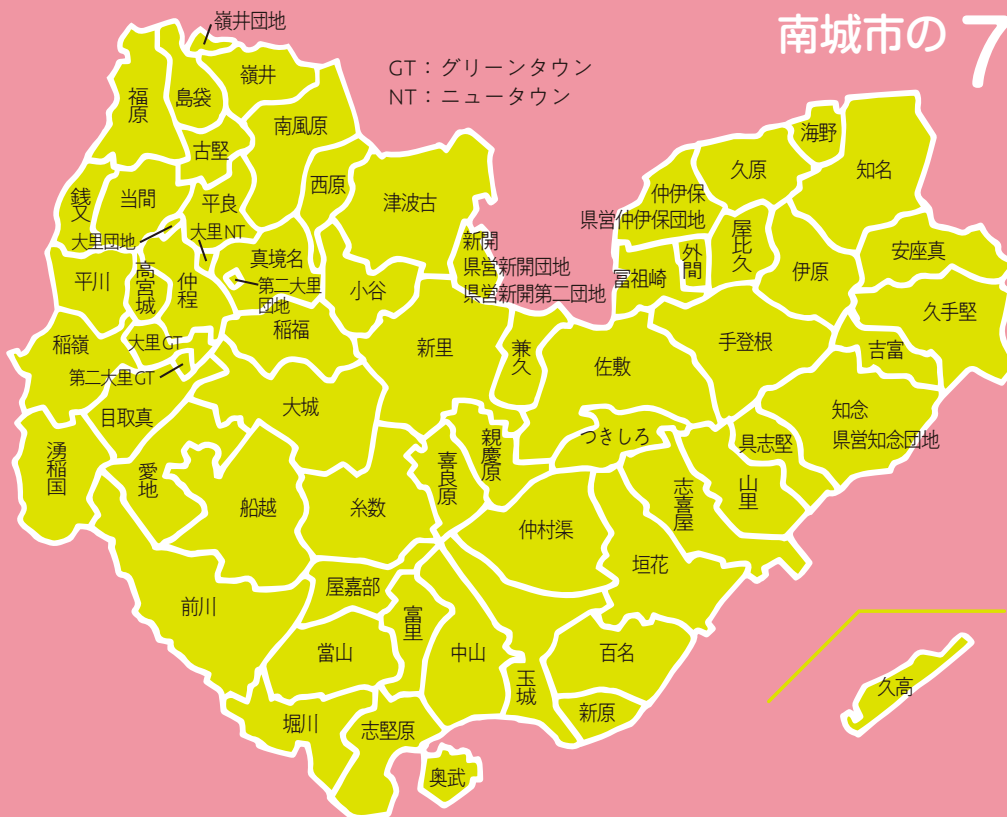 南城市の7
GT：グリーンタウン
NT：ニュータウン
嶺井団地
嶺井
福原
島袋
南風原
古堅
西原
銭又
当間
平良
大里団地
大里NT
津波古
真境名
第二大里
団地
平川
高宮城
仲程
小谷
新開
県営新開団地
県営新開第二団地
稲嶺
大里GT
稲福
第二大里GT
目取真
大城
新里
兼久
佐敷
海野
久原
知名
仲伊保
県営仲伊保団地
屋比久
外間
冨祖崎
伊原
安座真
久手堅
手登根
吉富
知念
県営知念団地
具志堅
つきしろ
親慶原
喜良原
志喜屋
山里
湧稲国
愛地
船越
糸数
仲村渠
垣花
前川
屋嘉部
富里
當山
中山
玉城
百名
新原
堀川
志堅原
奥武
久高